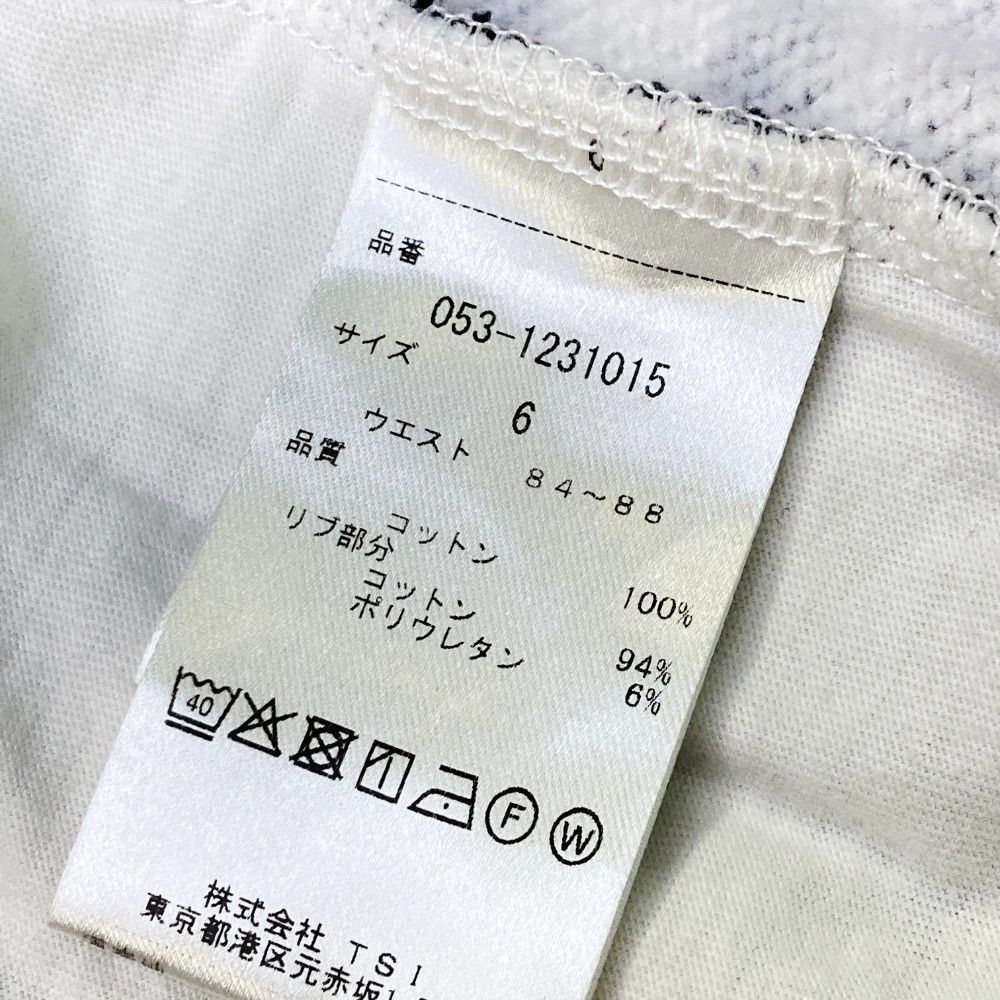 品番
053-1231015
サイズ
6
ウエスト 84～88
品質
コットン 100%
リブ部分
コットン 94%
ポリウレタン 6%
40
F W
株式会社 TSI
東京都港区元赤坂1